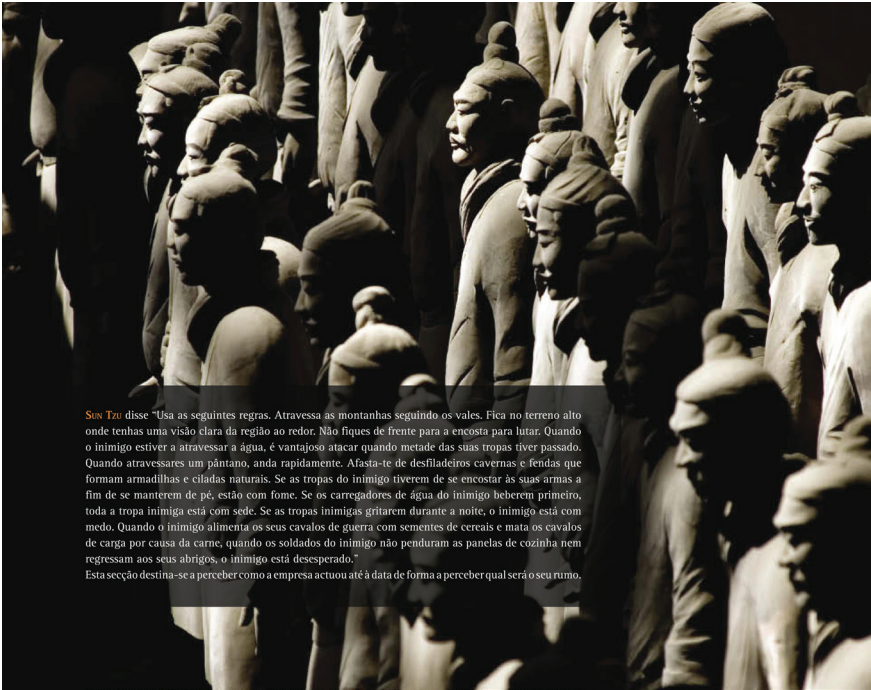 SUN TZU disse “Usa as seguintes regras. Atravessa as montanhas seguindo os vales. Fica no terreno alto
onde tenhas uma visão clara da região ao redor. Não fiques de frente para a encosta para lutar. Quando
o inimigo estiver a atravessar a água, é vantajoso atacar quando metade das suas tropas tiver passado.
Quando atravessares um pântano, anda rapidamente. Afasta-te de desfiladeiros cavernas e fendas que
formam armadilhas e ciladas naturais. Se as tropas do inimigo tiverem de se encostar às suas armas a
fim de se manterem de pé, estão com fome. Se os carregadores de água do inimigo beberem primeiro,
toda a tropa inimiga está com sede. Se as tropas inimigas gritarem durante a noite, o inimigo está com
medo. Quando o inimigo alimenta os seus cavalos de guerra com sementes de cereais e mata os cavalos
de carga por causa da carne, quando os soldados do inimigo não penduram as panelas de cozinha nem
regressam aos seus abrigos, o inimigo está desesperado.”
Esta secção destina-se a perceber como a empresa actuou até à data de forma a perceber qual será o seu rumo.